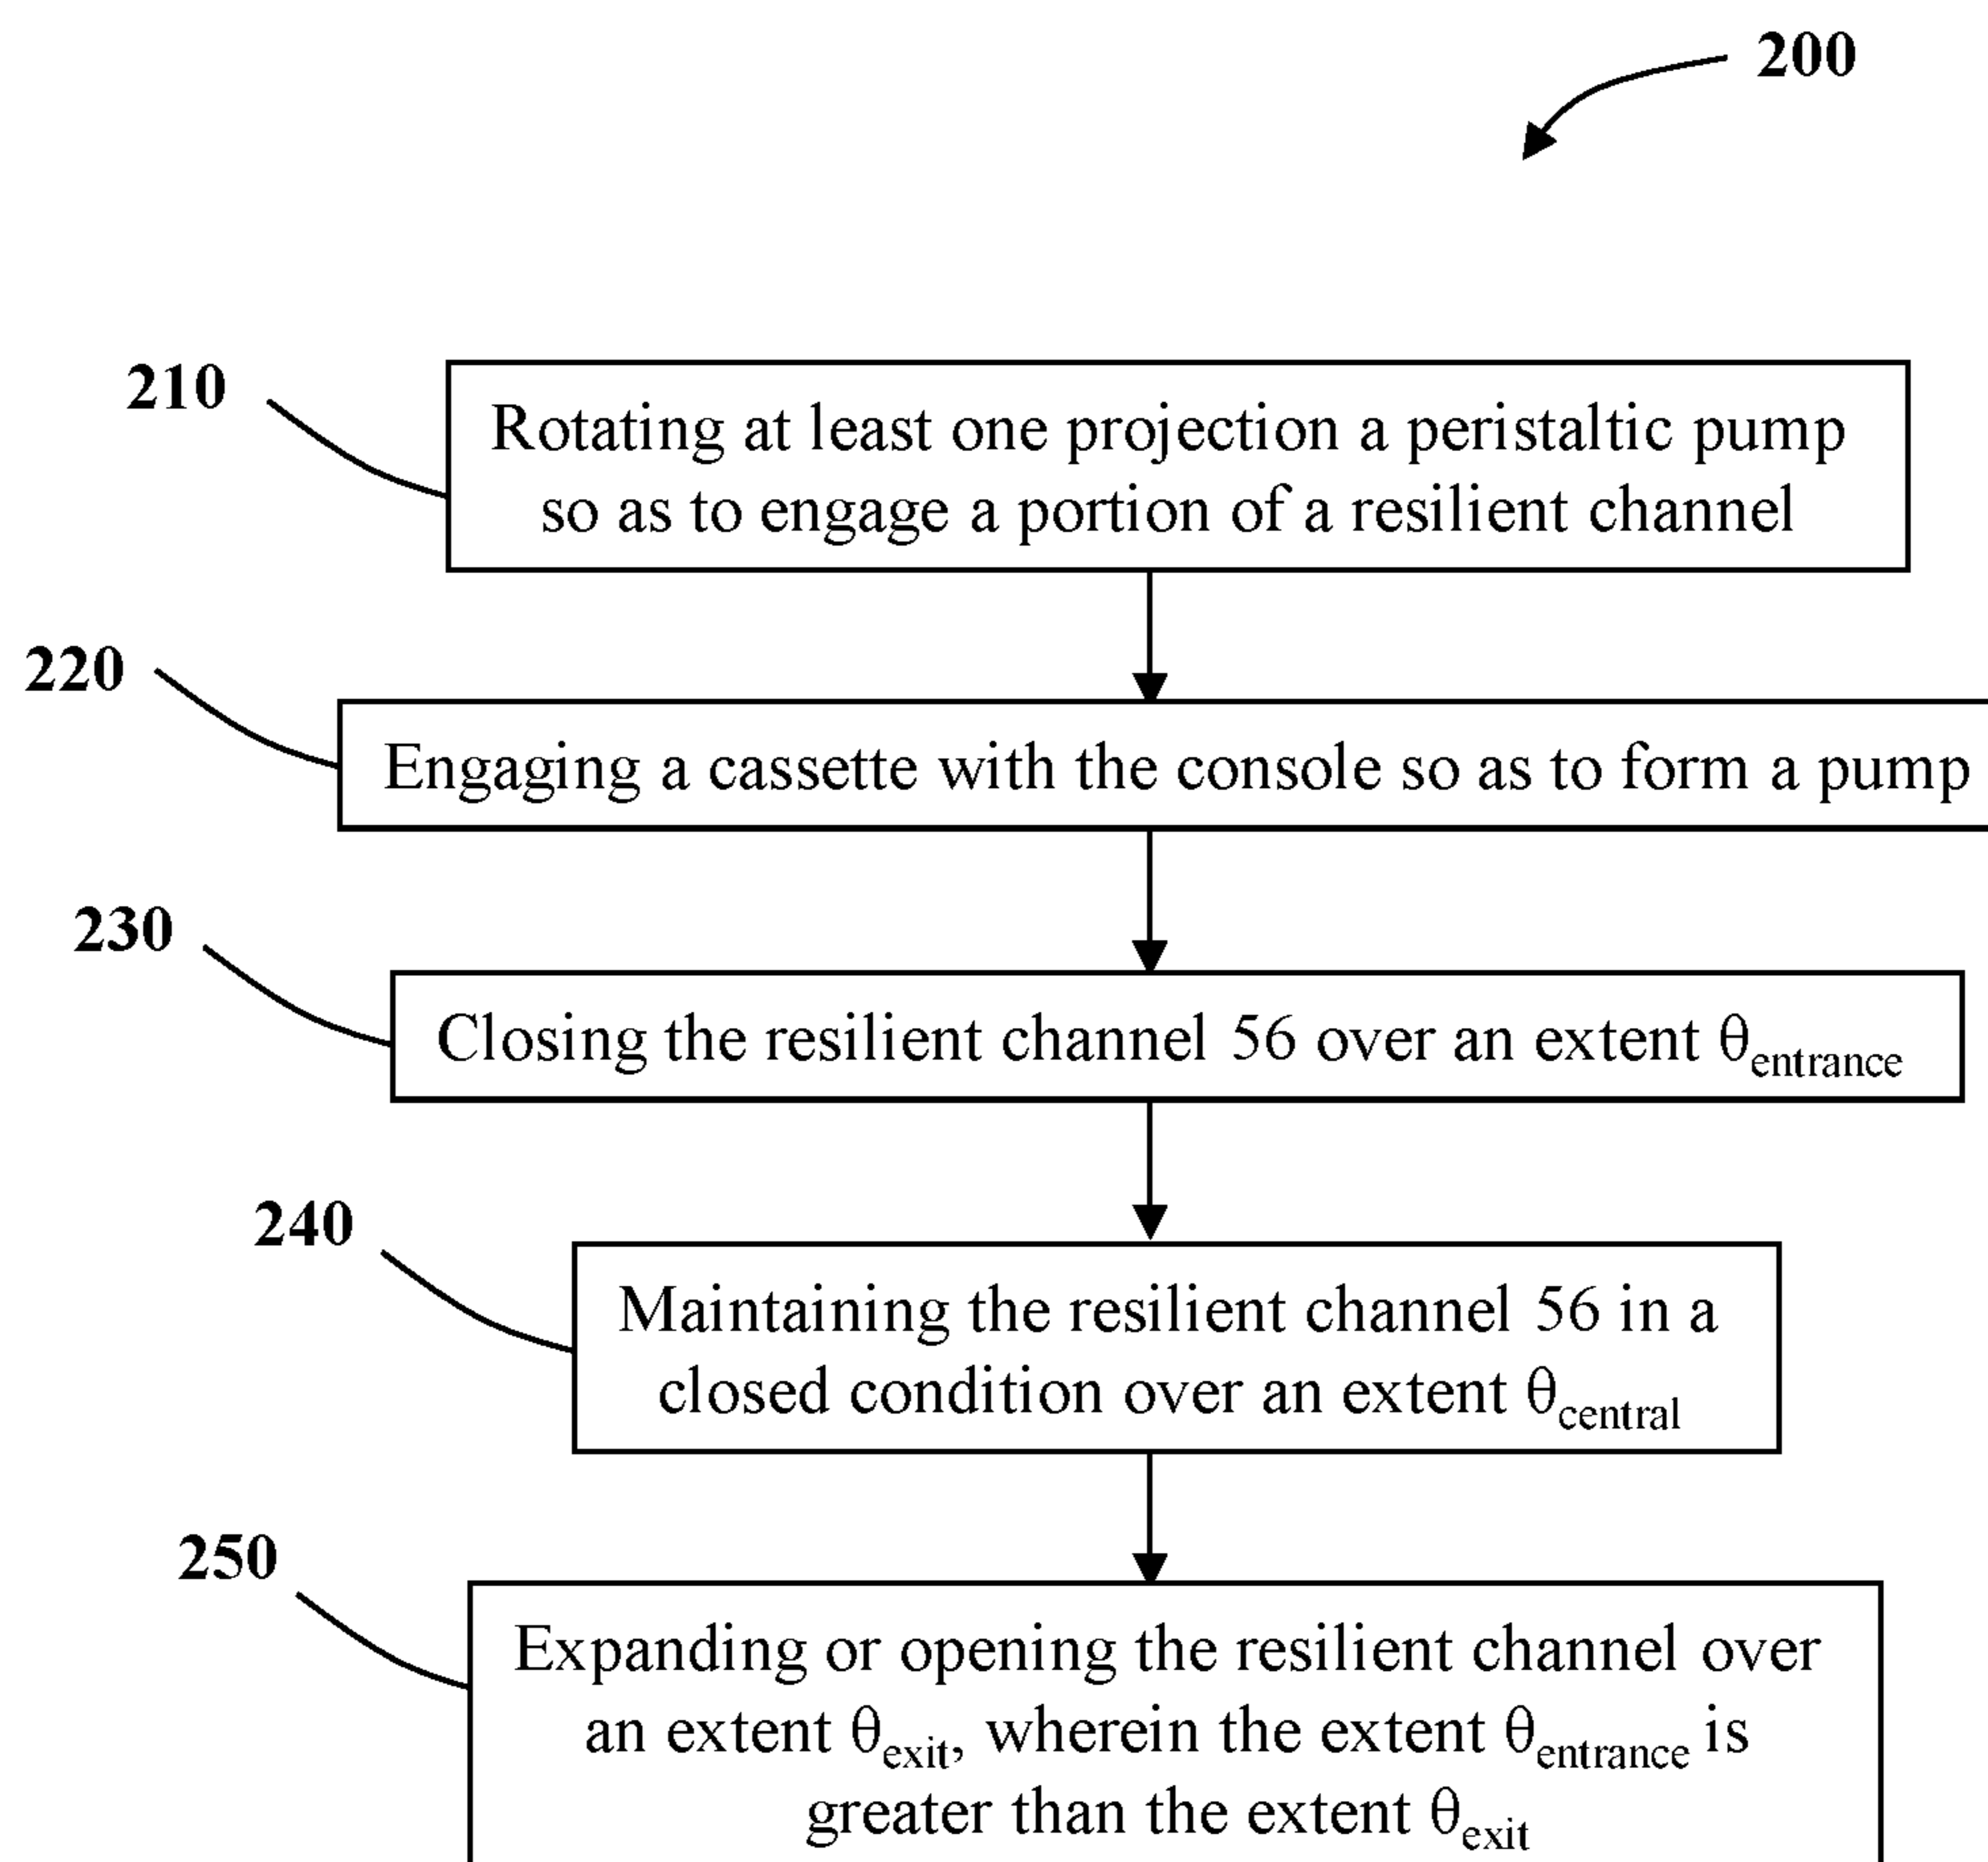 200
210
Rotating at least one projection a peristaltic pump
so as to engage a portion of a resilient channel
220
Engaging a cassette with the console so as to form a pump
230
Closing the resilient channel 56 over an extent θentrance
240
Maintaining the resilient channel 56 in a
closed condition over an extent θcentral
250
Expanding or opening the resilient channel over
an extent θexit, wherein the extent θentrance is
greater than the extent θexit